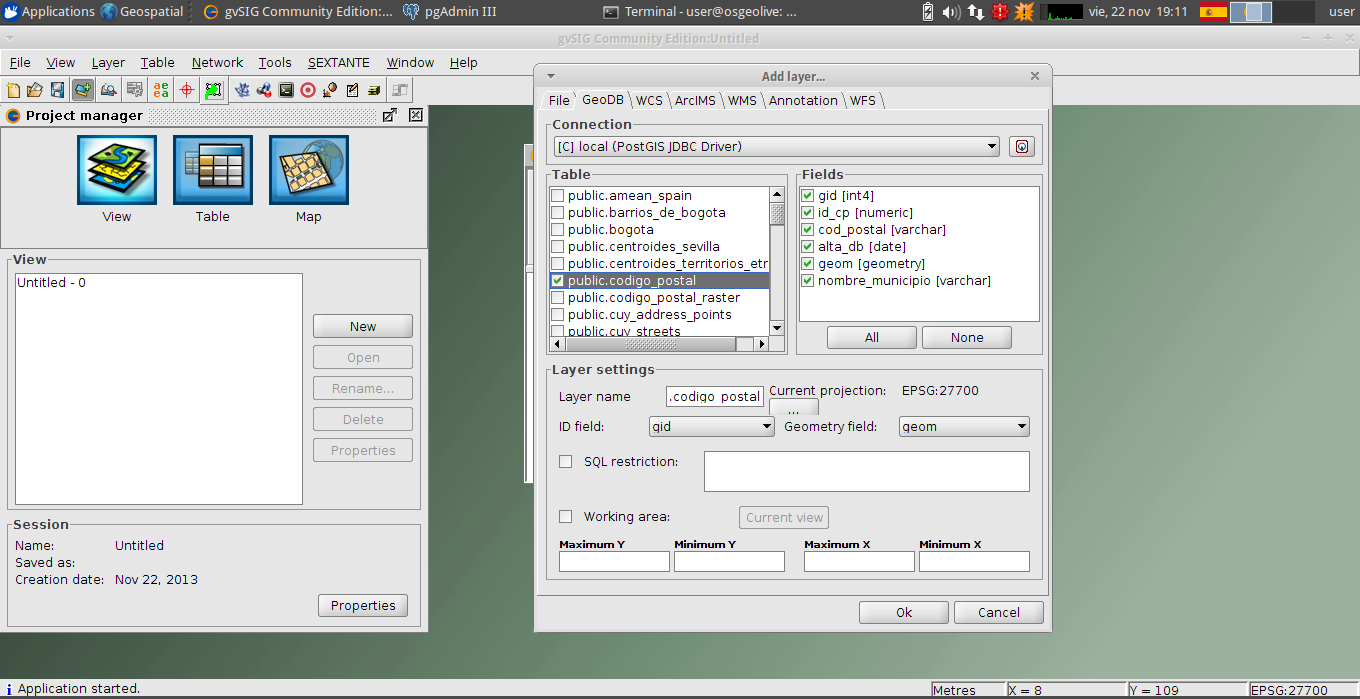 Applications Geospatial gvSIG Community Edition:... pgAdmin III Terminal - user@osgeolive: ... vie, 22 nov 19:11 user
gvSIG Community Edition:Untitled
File View Layer Table Network Tools SEXTANTE Window Help
Project manager
View Table Map
View
Untitled - 0
New
Open
Rename...
Delete
Properties
Session
Name: Untitled
Saved as:
Creation date: Nov 22, 2013
Properties
Add layer...
File GeoDB WCS ArcIMS WMS Annotation WFS
Connection
[C] local (PostGIS JDBC Driver)
Table
public.amean_spain
public.barrios_de_bogota
public.bogota
public.centroides_sevilla
public.centroides_territorios_etr
public.codigo_postal
public.codigo_postal_raster
public.cuy_address_points
public.cuy_streets
Fields
gid [int4]
id_cp [numeric]
cod_postal [varchar]
alta_db [date]
geom [geometry]
nombre_municipio [varchar]
All None
Layer settings
Layer name .codigo_postal Current projection: EPSG:27700
...
ID field: gid Geometry field: geom
SQL restriction:
Working area: Current view
Maximum Y Minimum Y Maximum X Minimum X
Ok Cancel
Application started. Metres X = 8 Y = 109 EPSG:27700